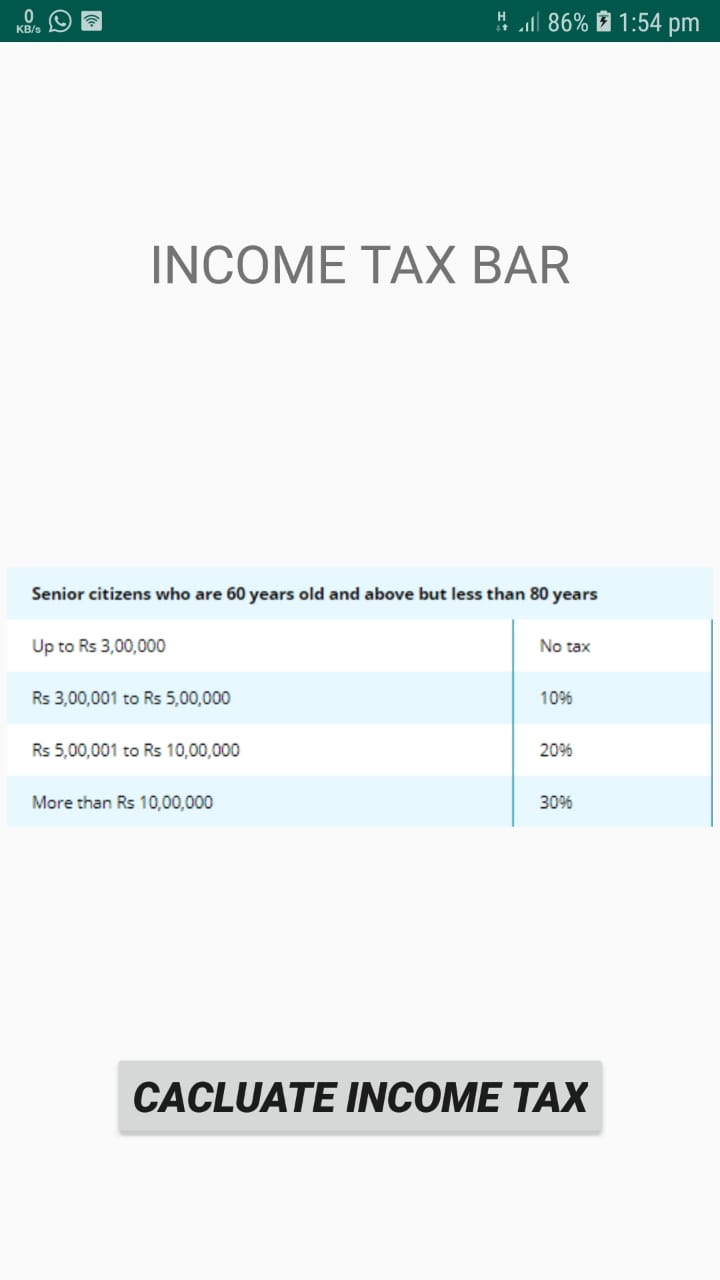 0 KB/s H 86% 1:54 pm
INCOME TAX BAR
Senior citizens who are 60 years old and above but less than 80 years
Up to Rs 3,00,000 No tax
Rs 3,00,001 to Rs 5,00,000 10%
Rs 5,00,001 to Rs 10,00,000 20%
More than Rs 10,00,000 30%
CACLUATE INCOME TAX